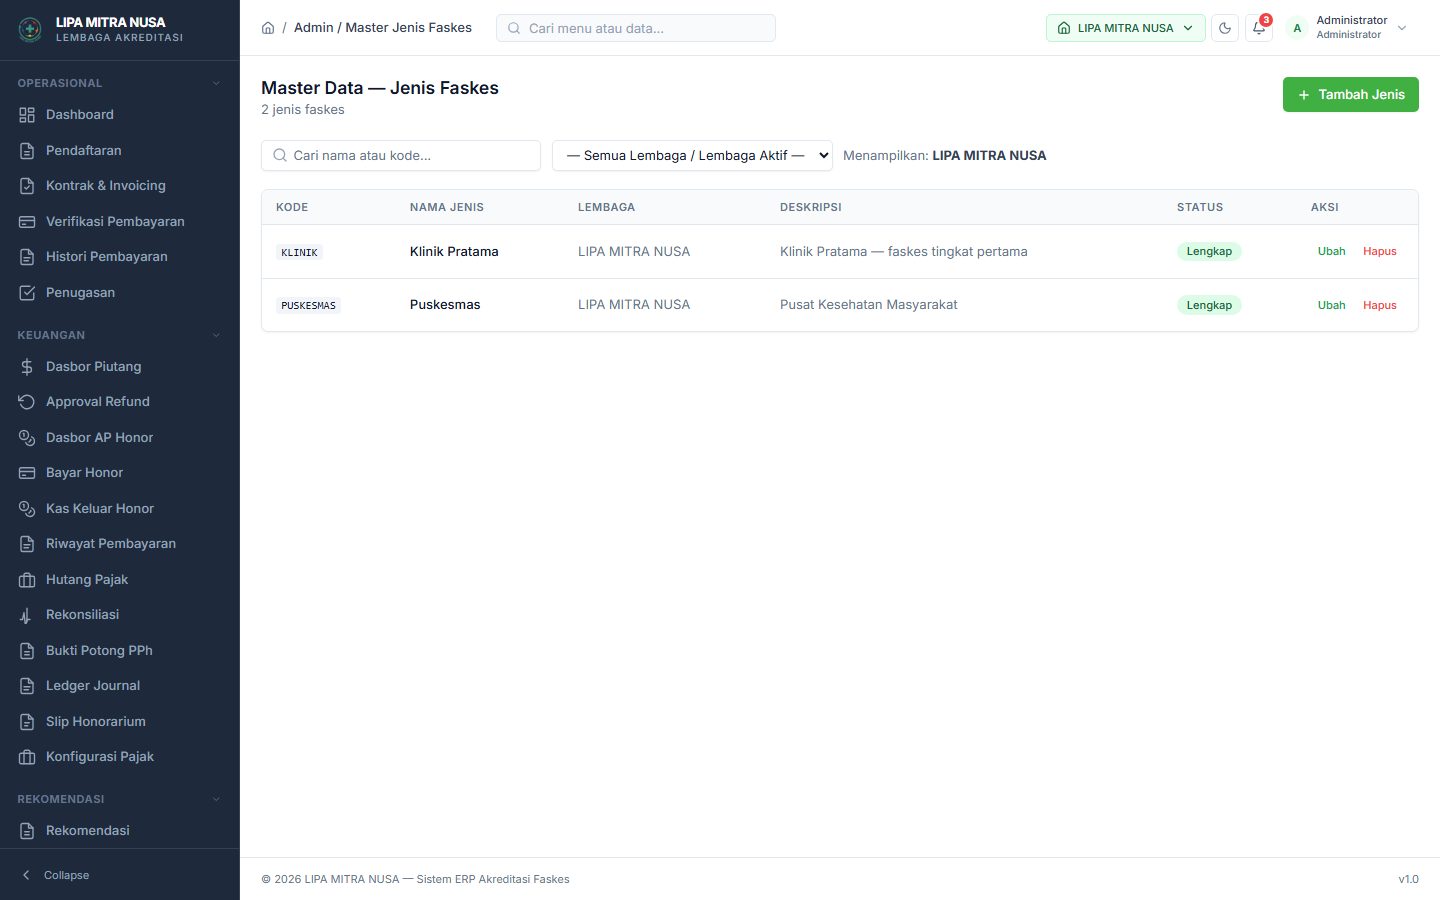 LIPA MITRA NUSA
LEMBAGA AKREDITASI
OPERASIONAL
Dashboard
Pendaftaran
Kontrak & Invoicing
Verifikasi Pembayaran
Histori Pembayaran
Penugasan
KEUANGAN
Dasbor Piutang
Approval Refund
Dasbor AP Honor
Bayar Honor
Kas Keluar Honor
Riwayat Pembayaran
Hutang Pajak
Rekonsiliasi
Bukti Potong PPh
Ledger Journal
Slip Honorarium
Konfigurasi Pajak
REKOMENDASI
Rekomendasi
Collapse
/ Admin / Master Jenis Faskes
Cari menu atau data...
LIPA MITRA NUSA
3
A
Administrator
Administrator
Master Data — Jenis Faskes
2 jenis faskes
+ Tambah Jenis
Cari nama atau kode...
— Semua Lembaga / Lembaga Aktif —
Menampilkan: LIPA MITRA NUSA
KODE NAMA JENIS LEMBAGA DESKRIPSI STATUS AKSI
KLINIK Klinik Pratama LIPA MITRA NUSA Klinik Pratama — faskes tingkat pertama Lengkap Ubah Hapus
PUSKESMAS Puskesmas LIPA MITRA NUSA Pusat Kesehatan Masyarakat Lengkap Ubah Hapus
© 2026 LIPA MITRA NUSA — Sistem ERP Akreditasi Faskes
v1.0